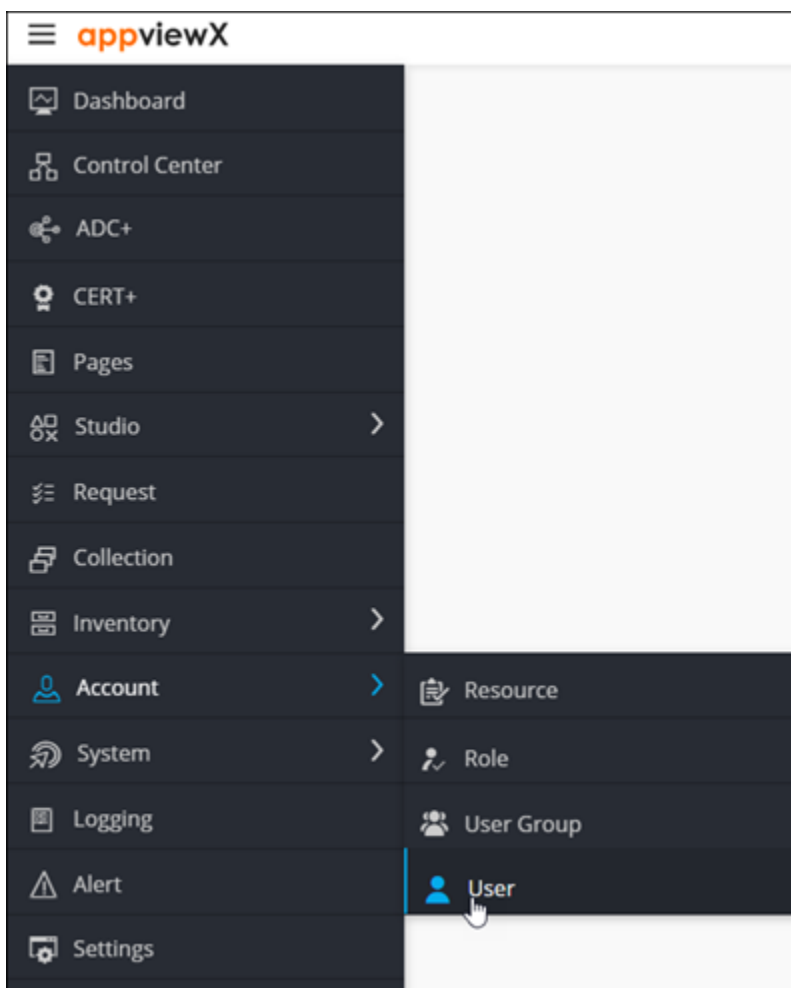 appviewX
Dashboard
Control Center
ADC+
CERT+
Pages
Studio
Request
Collection
Inventory
Account
System
Logging
Alert
Settings
Resource
Role
User Group
User